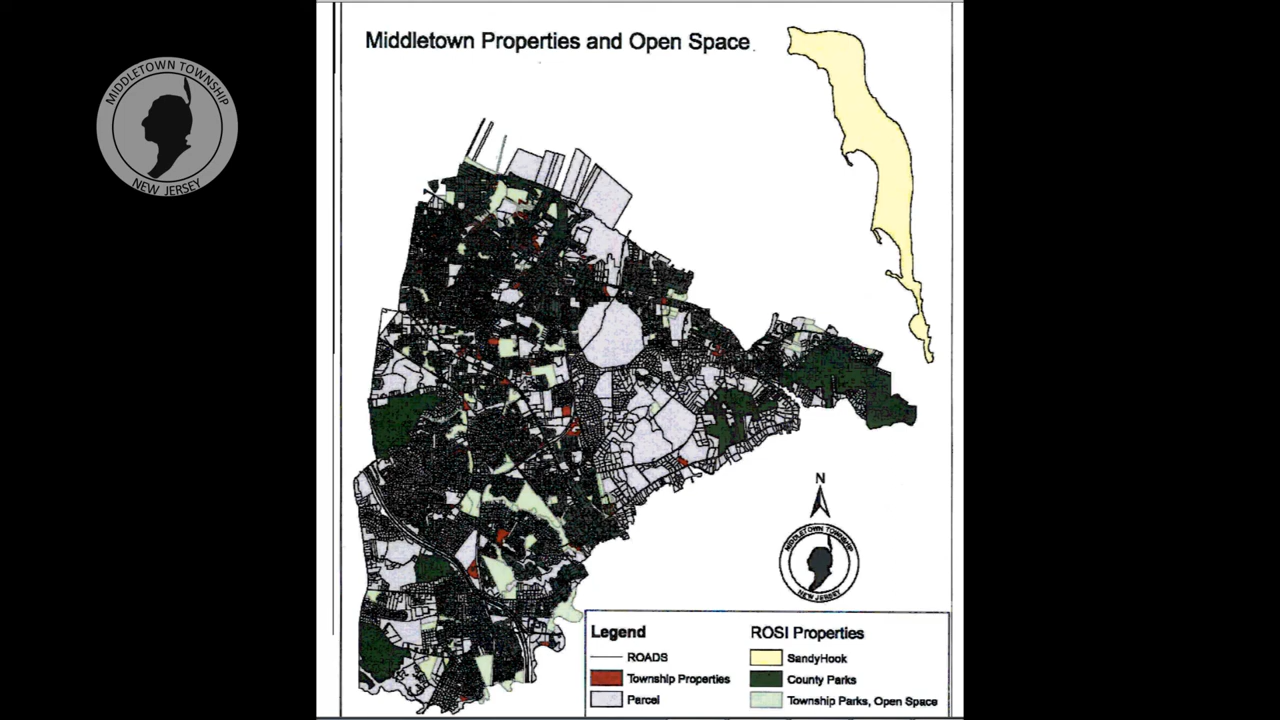 Middletown Properties and Open Space
MIDDLETOWN TOWNSHIP
NEW JERSEY
N
MIDDLETOWN TOWNSHIP
NEW JERSEY
Legend
ROADS
Township Properties
Parcel
ROSI Properties
SandyHook
County Parks
Township Parks, Open Space